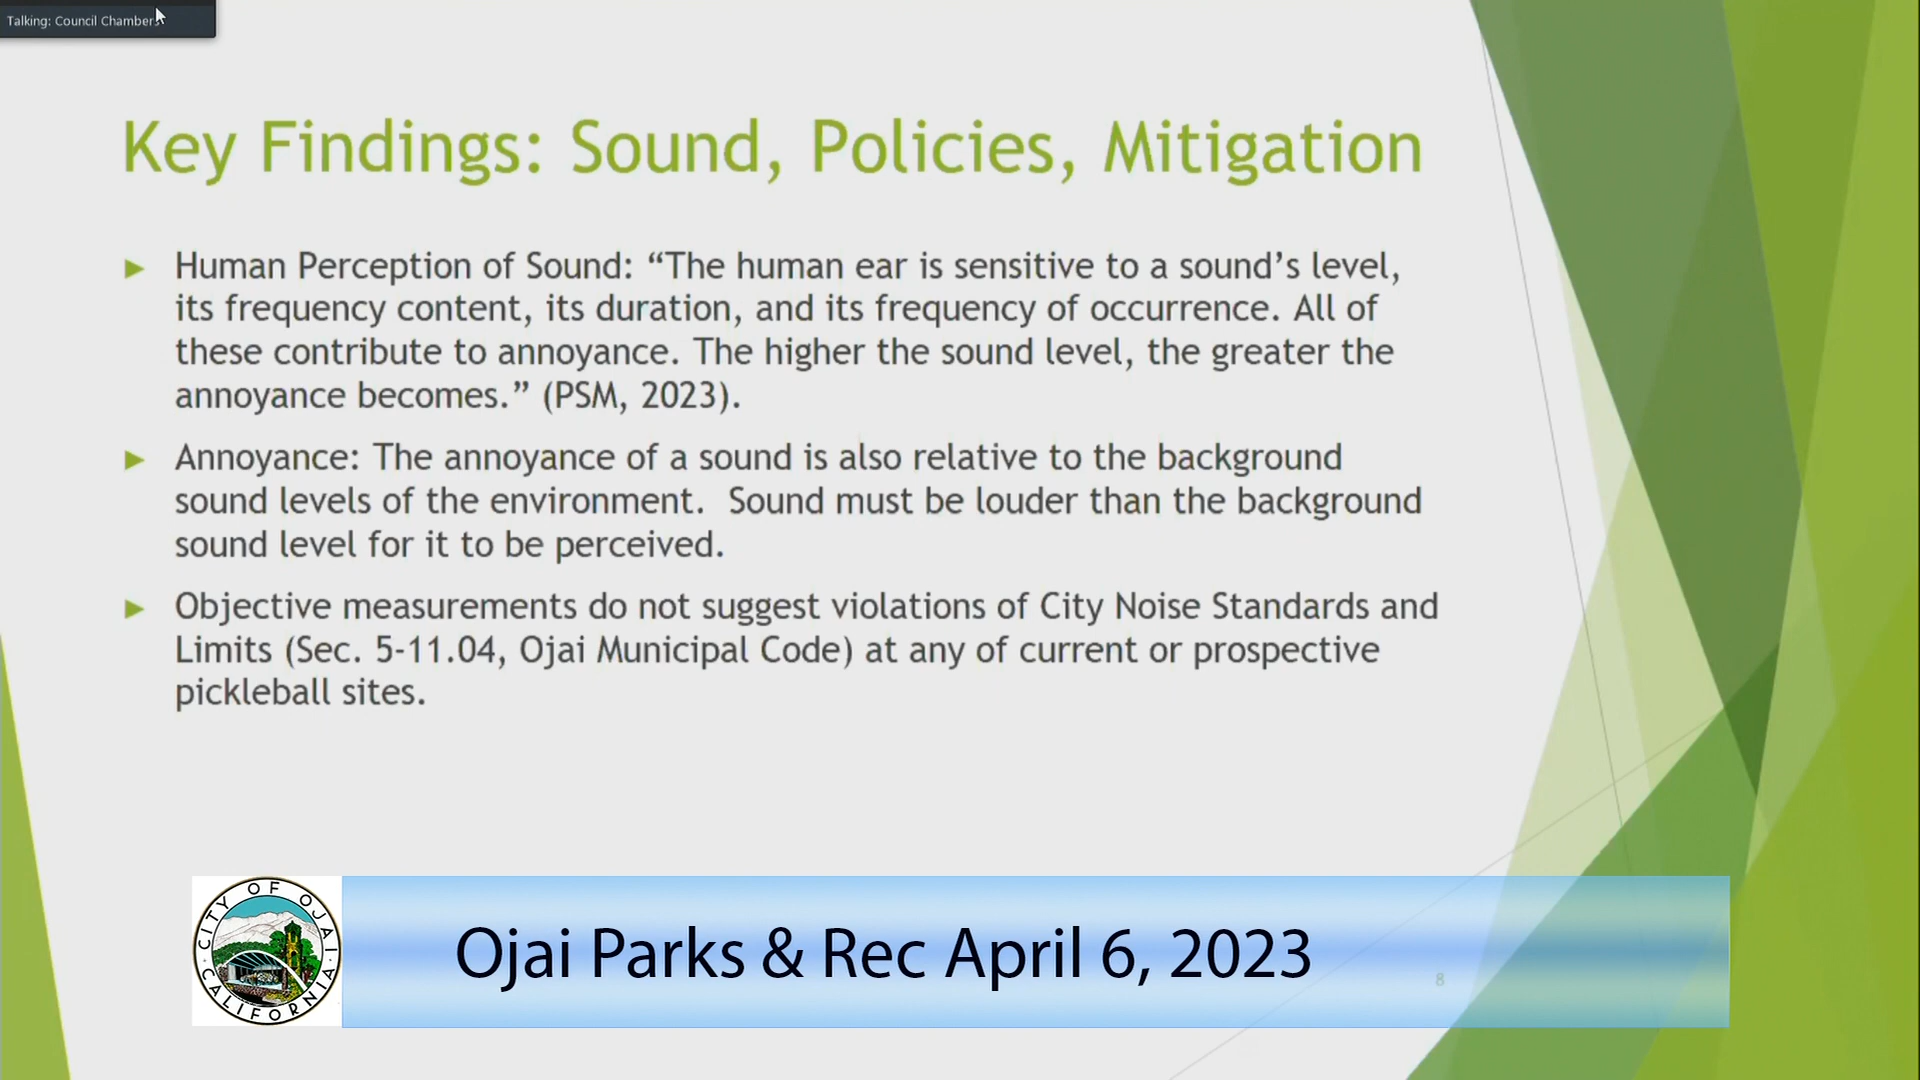 Talking: Council Chambers
Key Findings: Sound, Policies, Mitigation
Human Perception of Sound: “The human ear is sensitive to a sound’s level,
its frequency content, its duration, and its frequency of occurrence. All of
these contribute to annoyance. The higher the sound level, the greater the
annoyance becomes.” (PSM, 2023).
Annoyance: The annoyance of a sound is also relative to the background
sound levels of the environment.  Sound must be louder than the background
sound level for it to be perceived.
Objective measurements do not suggest violations of City Noise Standards and
Limits (Sec. 5-11.04, Ojai Municipal Code) at any of current or prospective
pickleball sites.
CITY OF OJAI
CALIFORNIA
Ojai Parks & Rec April 6, 2023
8